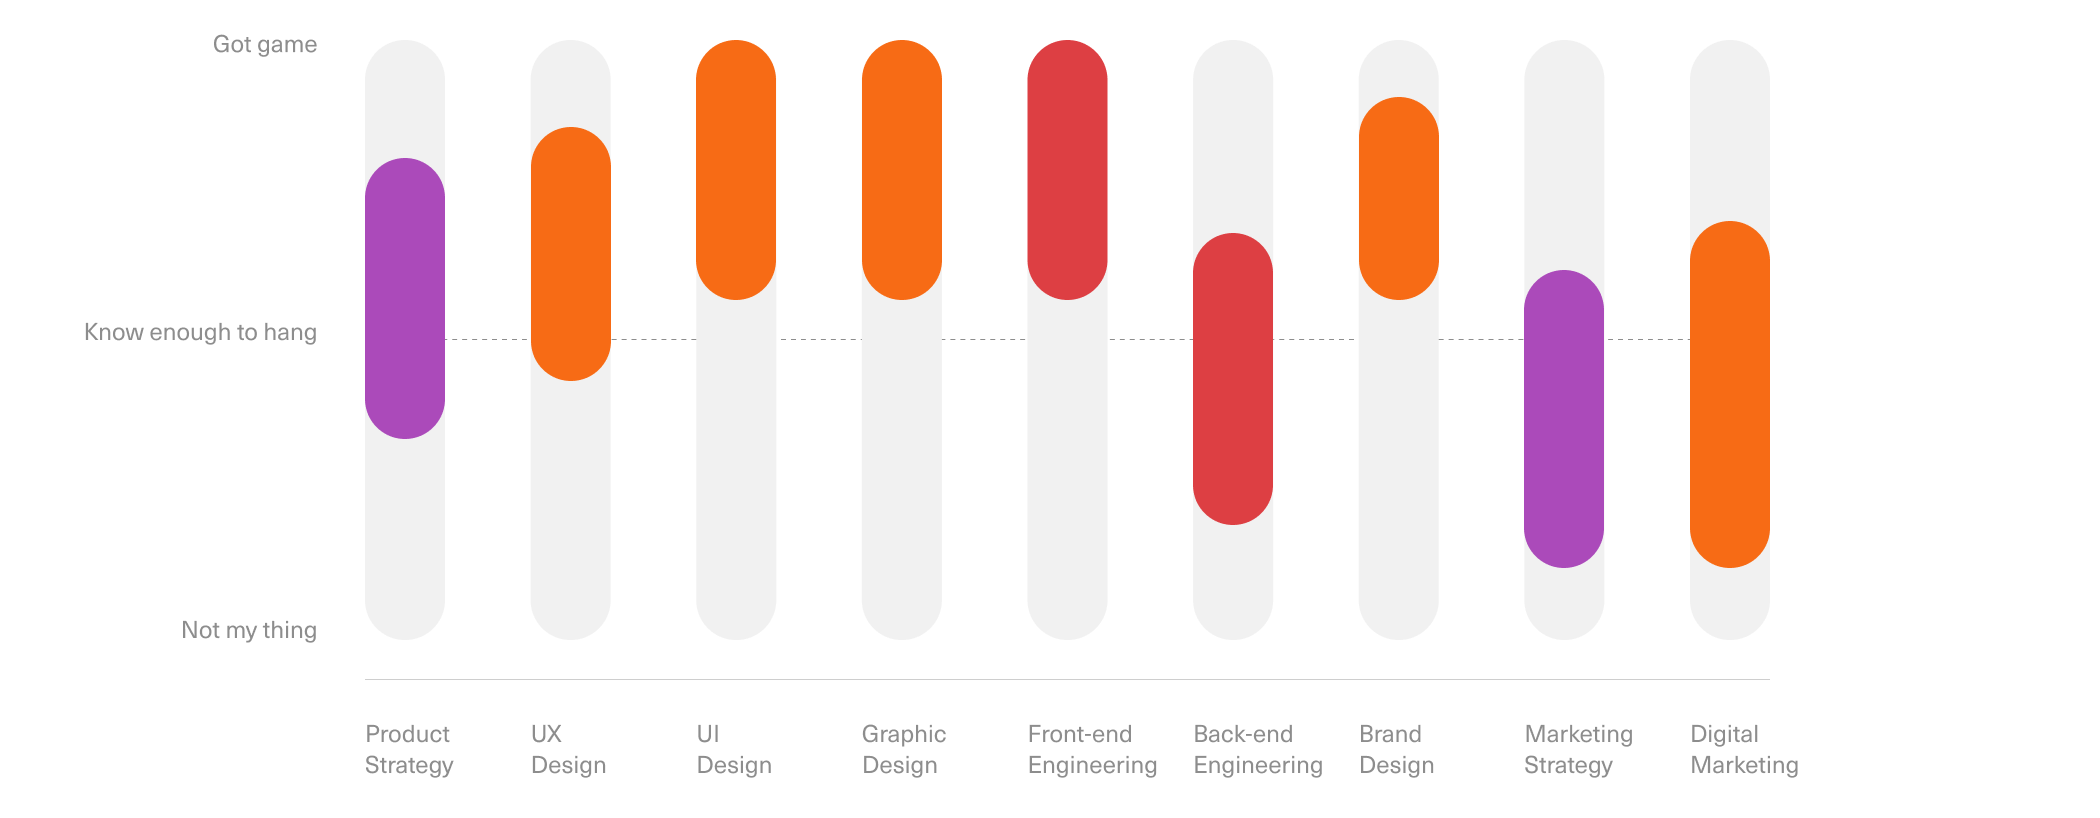 Got game
Know enough to hang
Not my thing
Product
Strategy
UX
Design
UI
Design
Graphic
Design
Front-end
Engineering
Back-end
Engineering
Brand
Design
Marketing
Strategy
Digital
Marketing